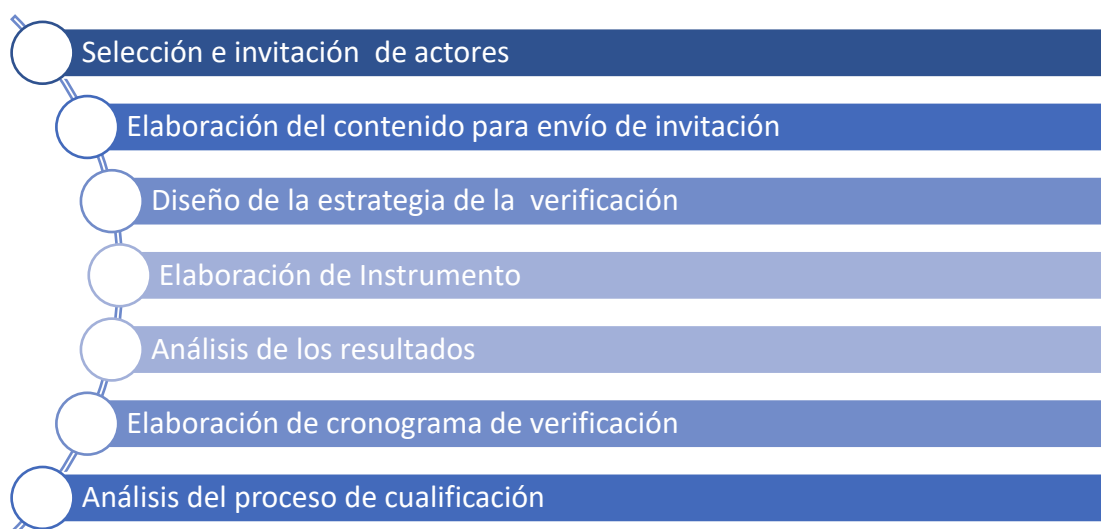 Selección e invitación  de actores
Elaboración del contenido para envío de invitación
Diseño de la estrategia de la  verificación
Elaboración de Instrumento
Análisis de los resultados
Elaboración de cronograma de verificación
Análisis del proceso de cualificación